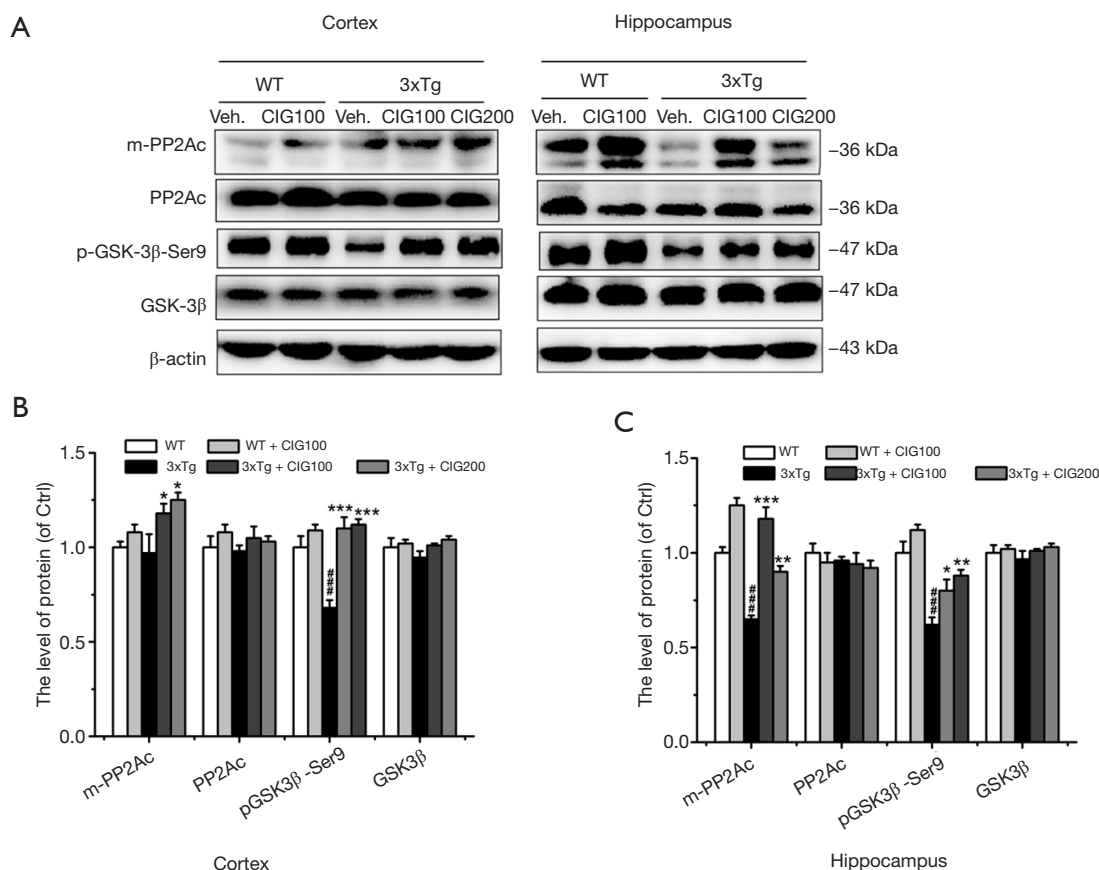 A
Cortex
Hippocampus
WT 3xTg WT 3xTg
Veh. CIG100 Veh. CIG100 CIG200 Veh. CIG100 Veh. CIG100 CIG200
m-PP2Ac –36 kDa
PP2Ac –36 kDa
p-GSK-3β-Ser9 –47 kDa
GSK-3β –47 kDa
β-actin –43 kDa
B
WT WT + CIG100
3xTg 3xTg + CIG100 3xTg + CIG200
The level of protein (of Ctrl)
1.5
1.0
0.5
0.0
* * ### *** ***
m-PP2Ac PP2Ac pGSK3β -Ser9 GSK3β
Cortex
C
WT WT + CIG100
3xTg 3xTg + CIG100 3xTg + CIG200
The level of protein (of Ctrl)
1.5
1.0
0.5
0.0
### *** ** ### * **
m-PP2Ac PP2Ac pGSK3β -Ser9 GSK3β
Hippocampus